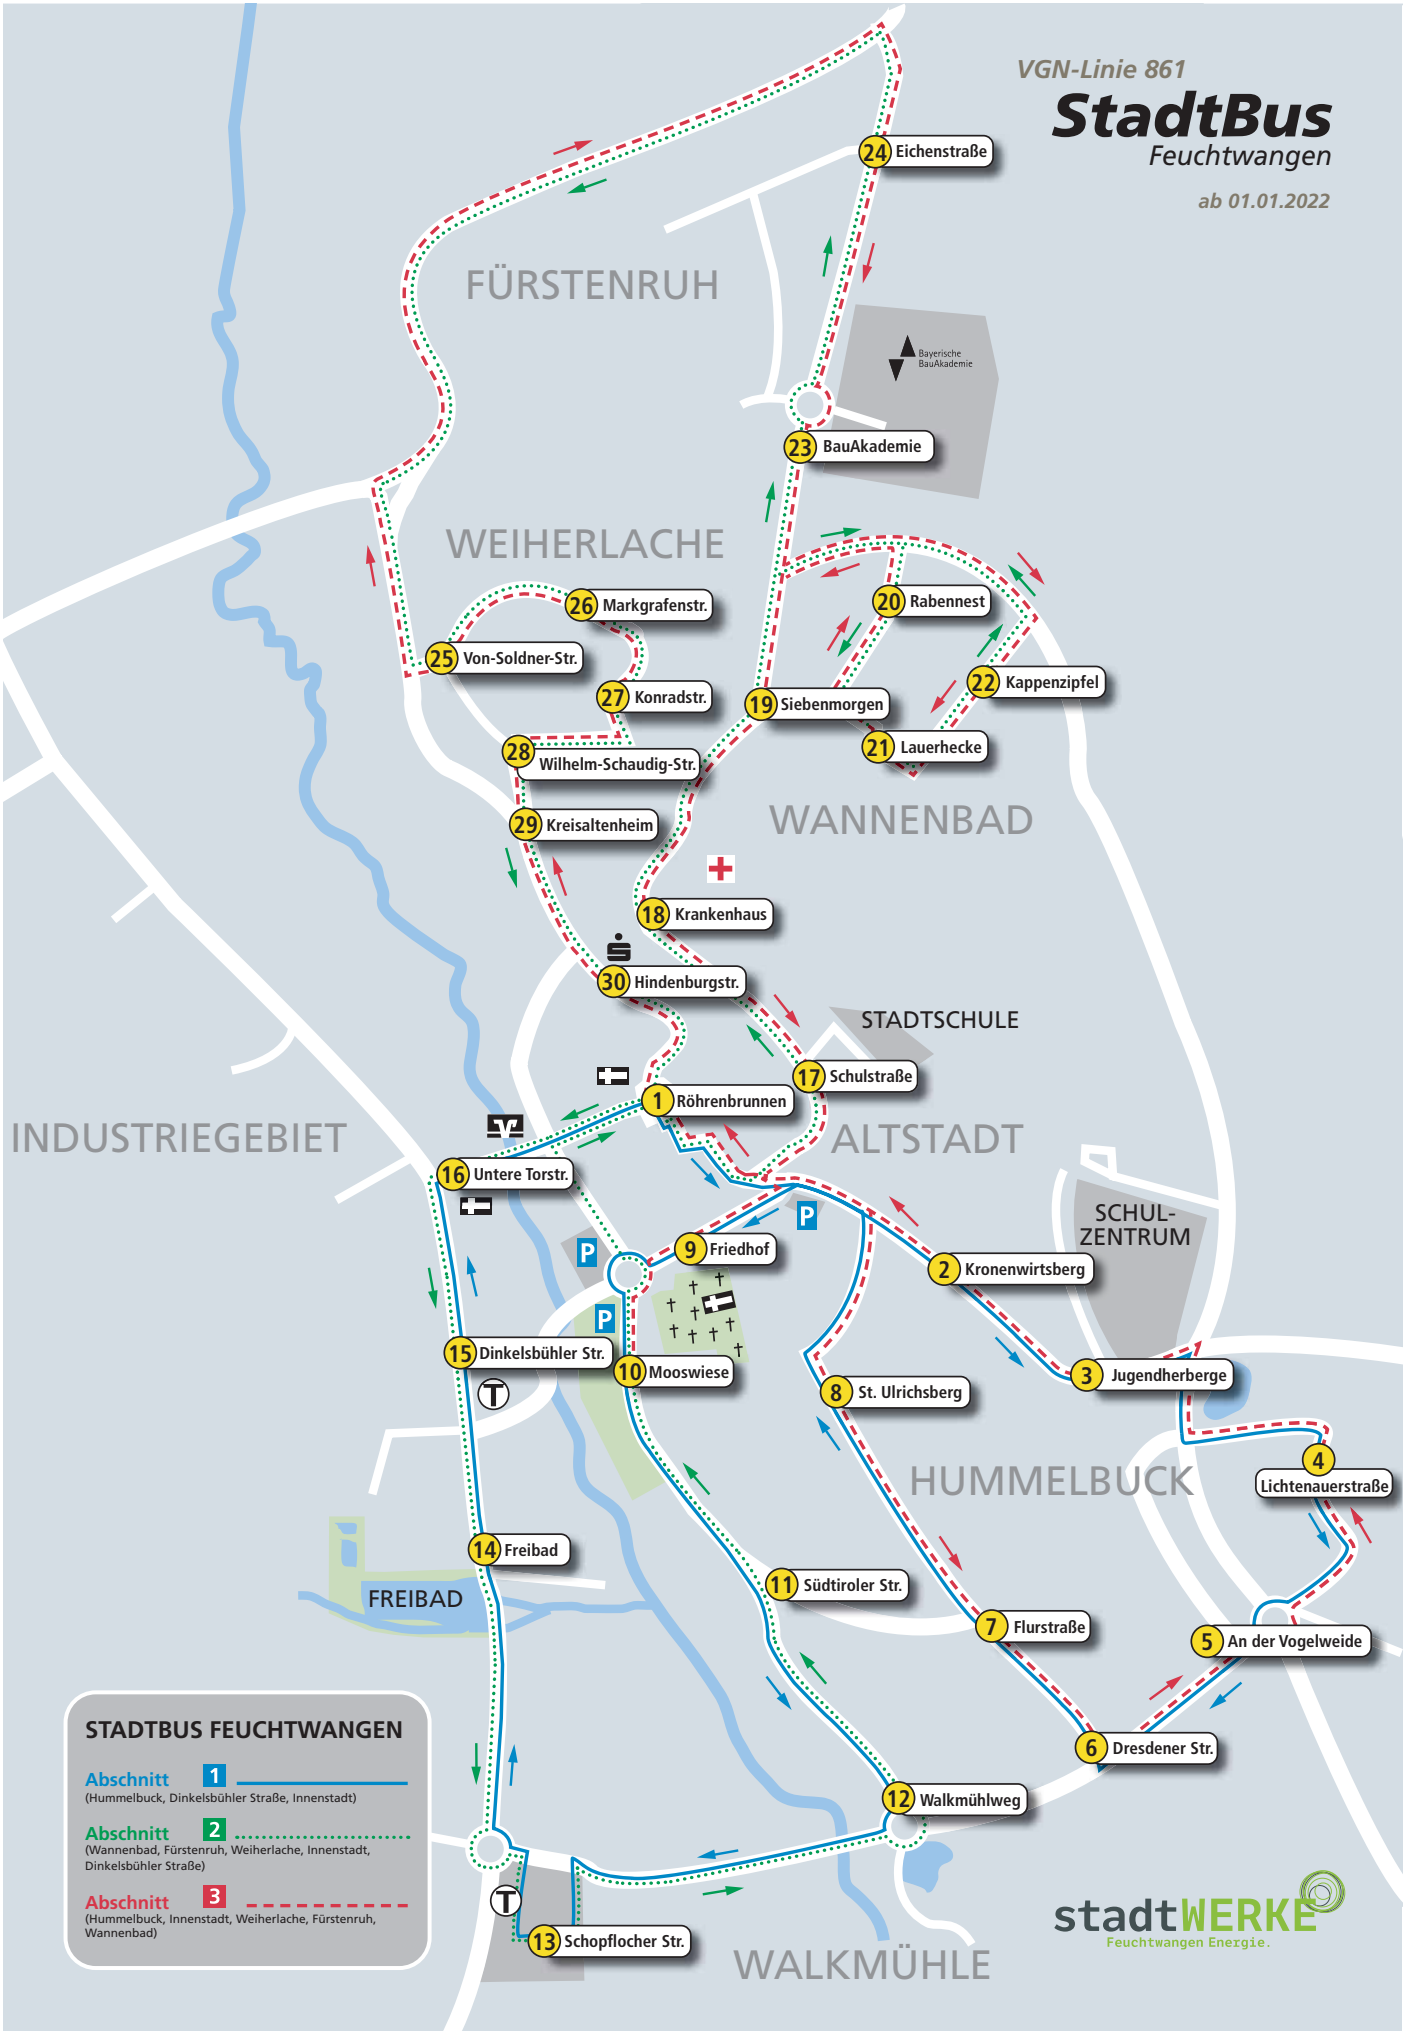 VGN-Linie 861
StadtBus
Feuchtwangen
ab 01.01.2022
24 Eichenstraße
FÜRSTENRUH
Bayerische
BauAkademie
23 BauAkademie
WEIHERLACHE
26 Markgrafenstr.
20 Rabennest
25 Von-Soldner-Str.
22 Kappenzipfel
27 Konradstr.
19 Siebenmorgen
21 Lauerhecke
28 Wilhelm-Schaudig-Str.
WANNENBAD
29 Kreisaltenheim
18 Krankenhaus
30 Hindenburgstr.
STADTSCHULE
17 Schulstraße
1 Röhrenbrunnen
INDUSTRIEGEBIET
ALTSTADT
16 Untere Torstr.
P
SCHUL-
ZENTRUM
P
9 Friedhof
2 Kronenwirtsberg
P
15 Dinkelsbühler Str.
10 Mooswiese
3 Jugendherberge
T
8 St. Ulrichsberg
HUMMELBUCK
4
Lichtenauerstraße
14 Freibad
FREIBAD
11 Südtiroler Str.
7 Flurstraße
5 An der Vogelweide
6 Dresdener Str.
12 Walkmühlweg
T
13 Schopflocher Str.
WALKMÜHLE
STADTBUS FEUCHTWANGEN
Abschnitt 1
(Hummelbuck, Dinkelsbühler Straße, Innenstadt)
Abschnitt 2
(Wannenbad, Fürstenruh, Weiherlache, Innenstadt,
Dinkelsbühler Straße)
Abschnitt 3
(Hummelbuck, Innenstadt, Weiherlache, Fürstenruh,
Wannenbad)
stadtWERKE
Feuchtwangen Energie.